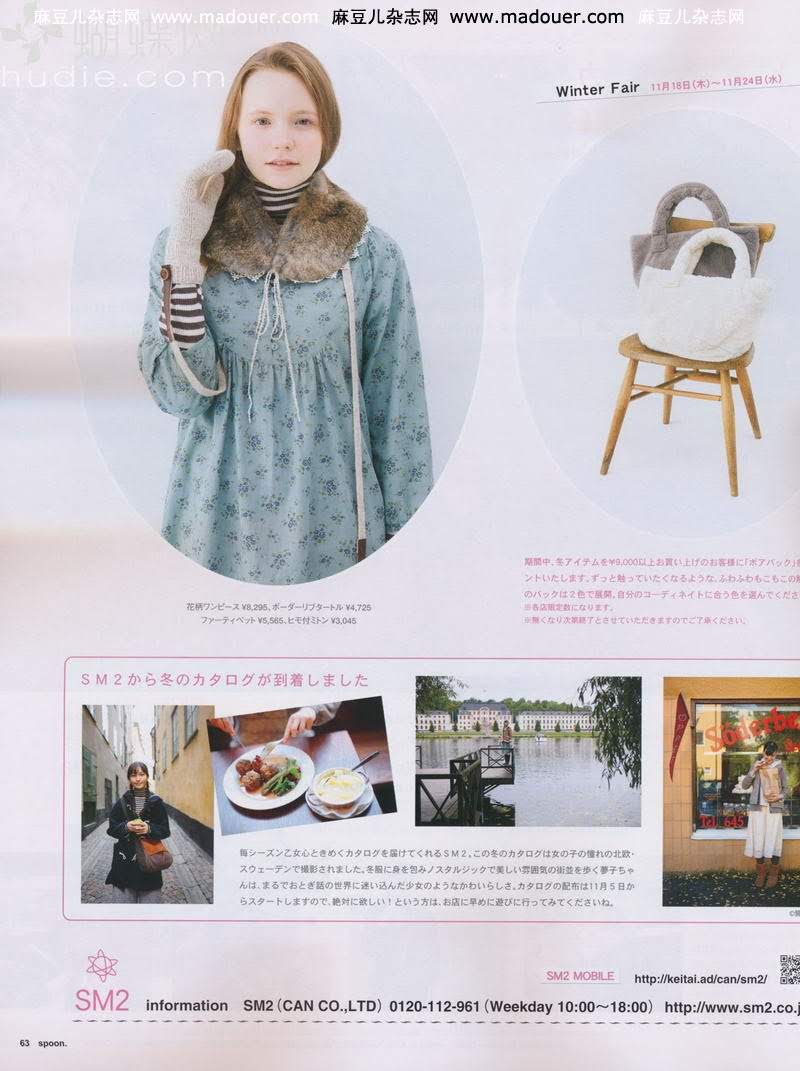 麻豆儿杂志网 www.madouer.com 麻豆儿杂志网 www.madouer.com 麻豆儿杂志网 www.madouer.com
蝴蝶网
hudie.com
Winter Fair 11月18日(木)〜11月24日(水)
期間中、冬アイテムを¥9,000以上お買い上げのお客様に「ボアバック」
ントいたします。ずっと触っていたくなるような、ふわふわもこもこの
のバックは2色で展開。自分のコーディネイトに合う色を選んでくださ
※各店限定数になります。
※無くなり次第終了とさせていただきますのでご了承ください。
花柄ワンピース ¥8,295、ボーダーリブタートル ¥4,725
ファーティペット ¥5,565、ヒモ付ミトン ¥3,045
SM2から冬のカタログが到着しました
Söderbe
Tel. 645
毎シーズン乙女心ときめくカタログを届けてくれるSM2。この冬のカタログは女の子の憧れの北欧・
スウェーデンで撮影されました。冬服に身を包みノスタルジックで美しい雰囲気の街並を歩く夢子ちゃ
んは、まるでおとぎ話の世界に迷い込んだ少女のようなかわいらしさ。カタログの配布は11月5日か
らスタートしますので、絶対に欲しい!という方は、お店に早めに遊びに行ってみてくださいね。
SM2 MOBILE http://keitai.ad/can/sm2/
SM2 information SM2(CAN CO.,LTD) 0120-112-961(Weekday 10:00〜18:00) http://www.sm2.co.j
63 spoon.